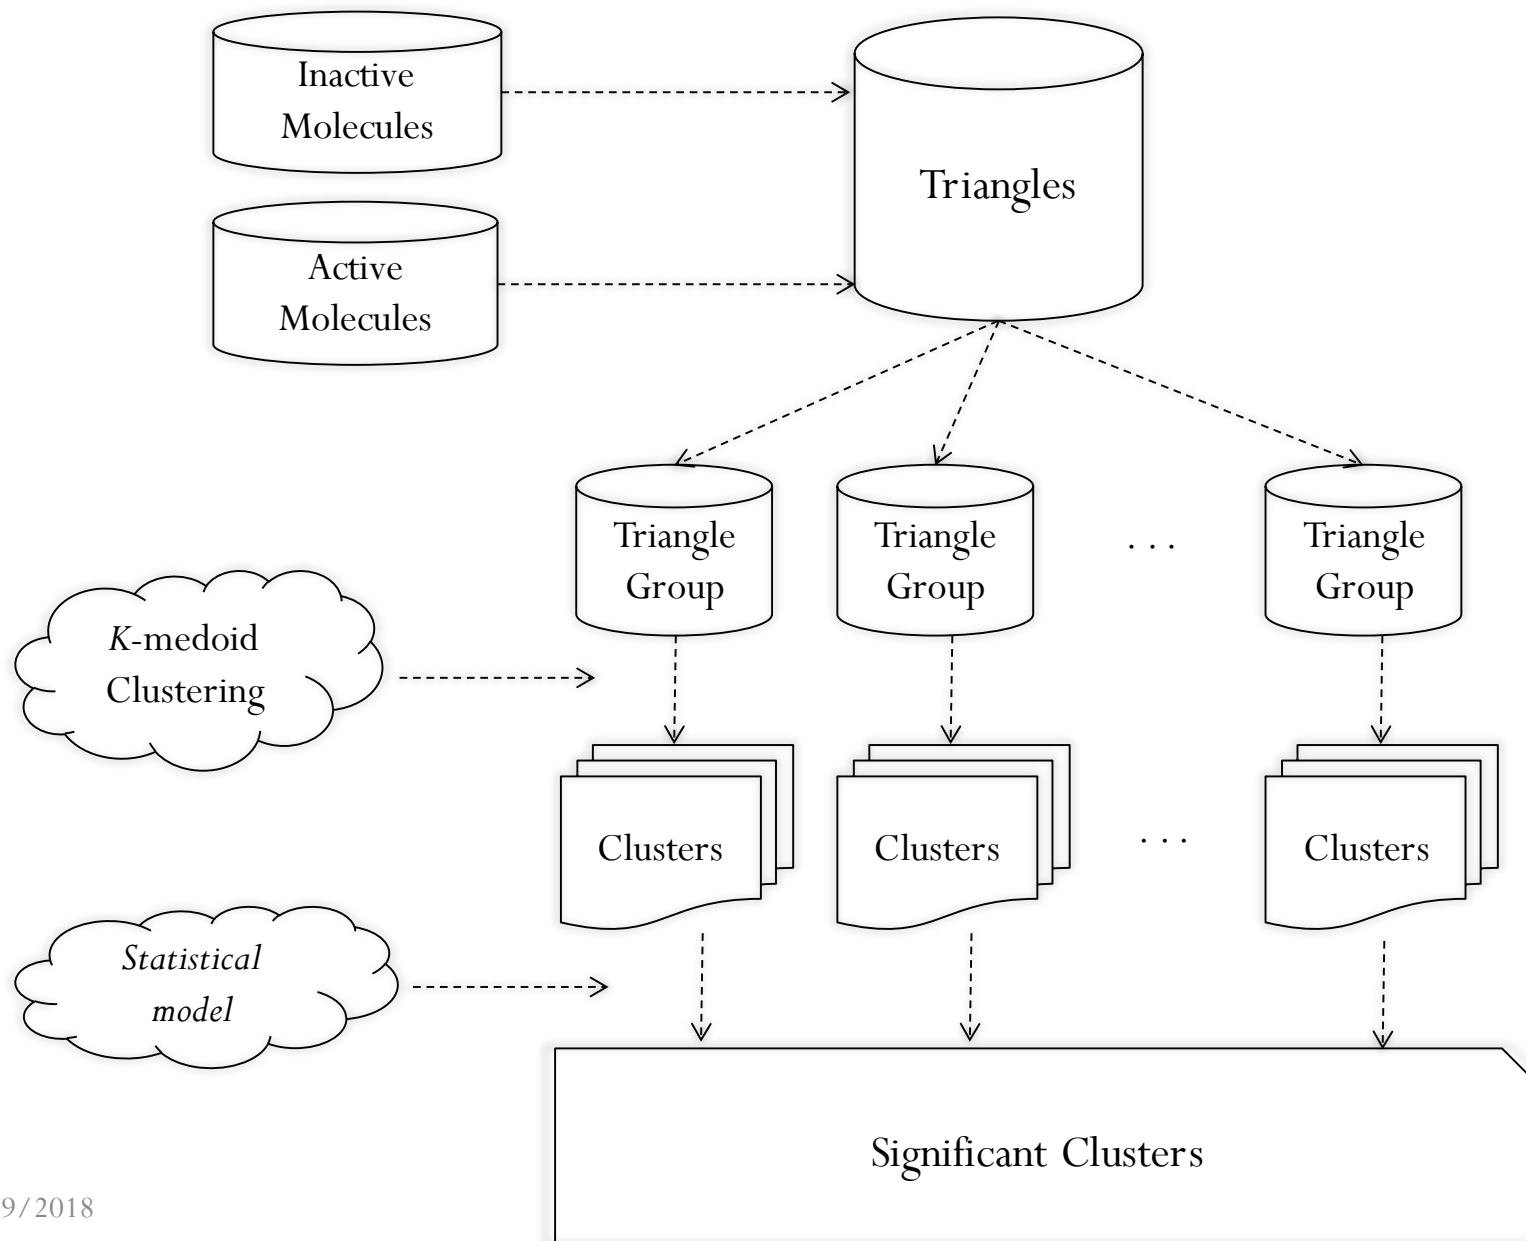 Inactive
Molecules
Active
Molecules
Triangles
Triangle
Group
Triangle
Group
. . .
Triangle
Group
K-medoid
Clustering
Clusters
Clusters
. . .
Clusters
Statistical
model
Significant Clusters
9/2018